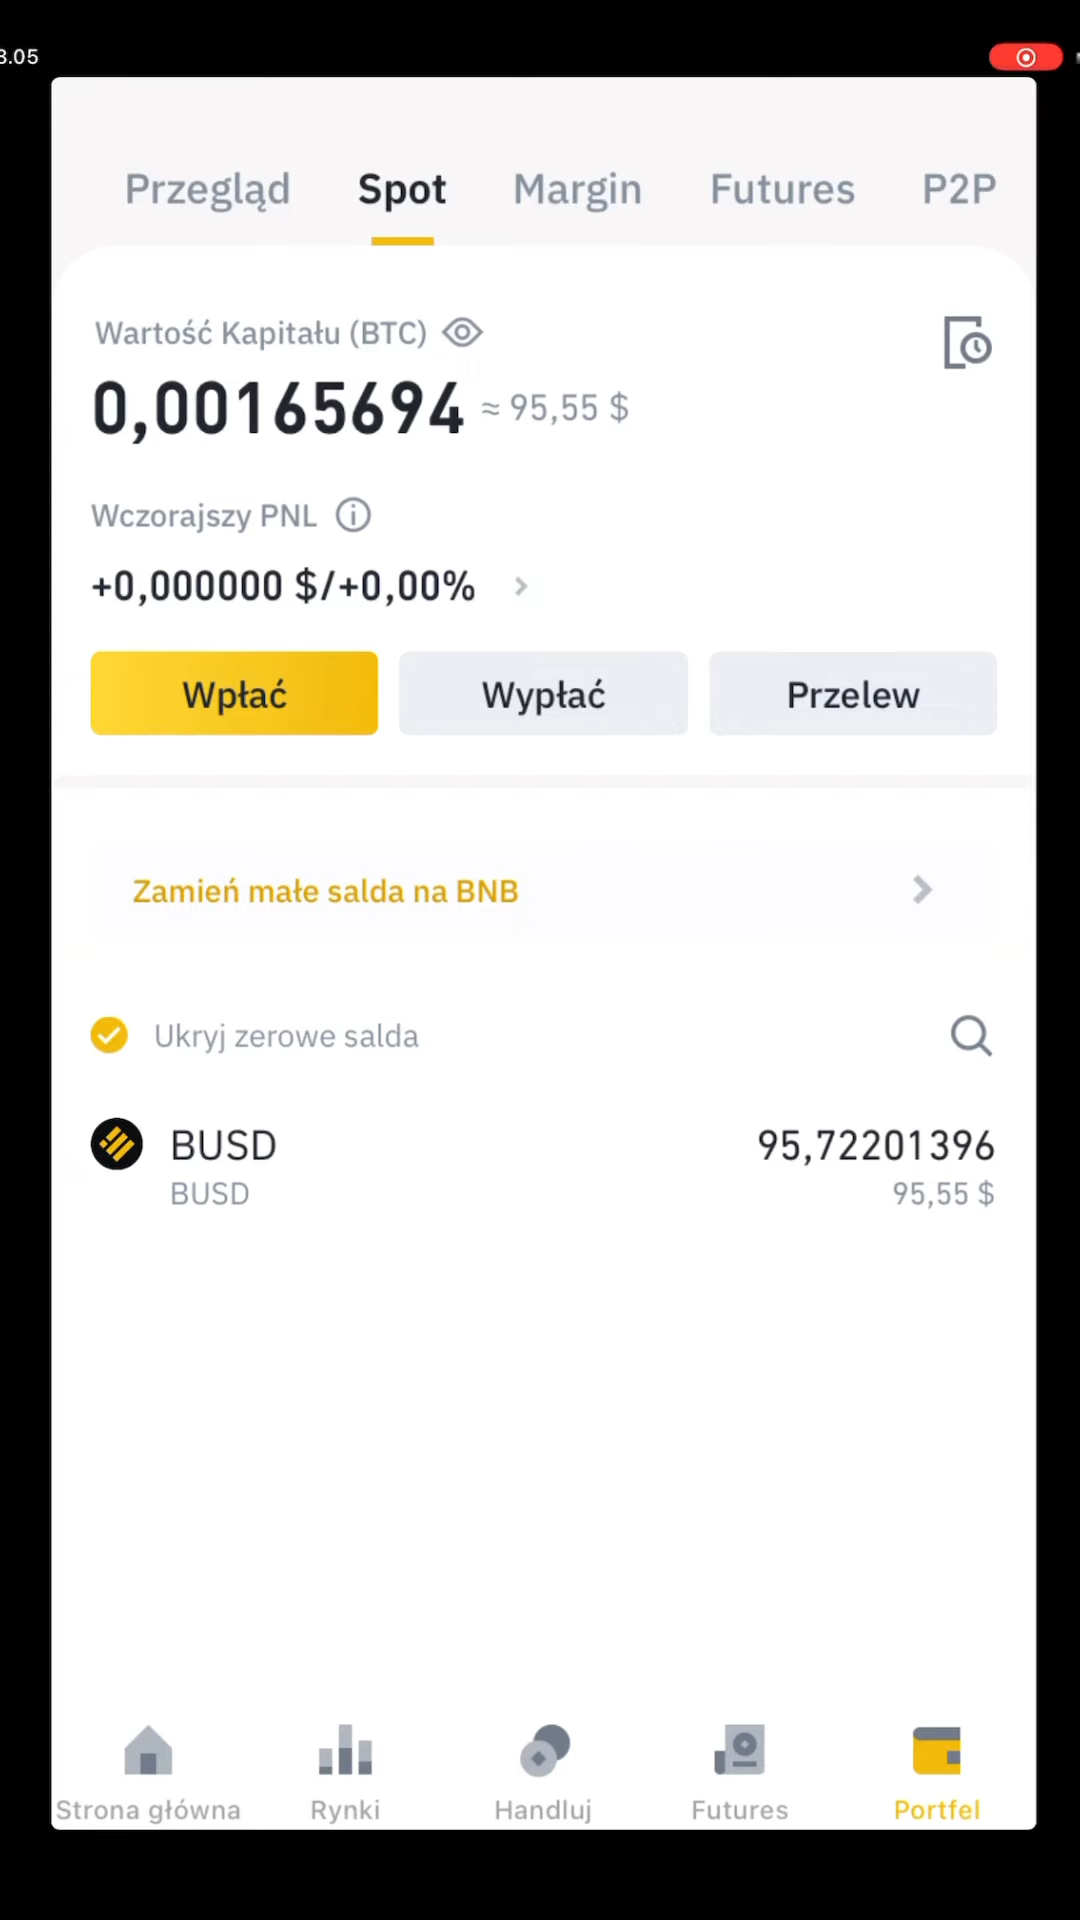 3.05
Przegląd Spot Margin Futures P2P
Wartość Kapitału (BTC)
0,00165694 ≈ 95,55 $
Wczorajszy PNL
+0,000000 $/+0,00%
Wpłać Wypłać Przelew
Zamień małe salda na BNB
Ukryj zerowe salda
BUSD 95,72201396
BUSD 95,55 $
Strona główna Rynki Handluj Futures Portfel